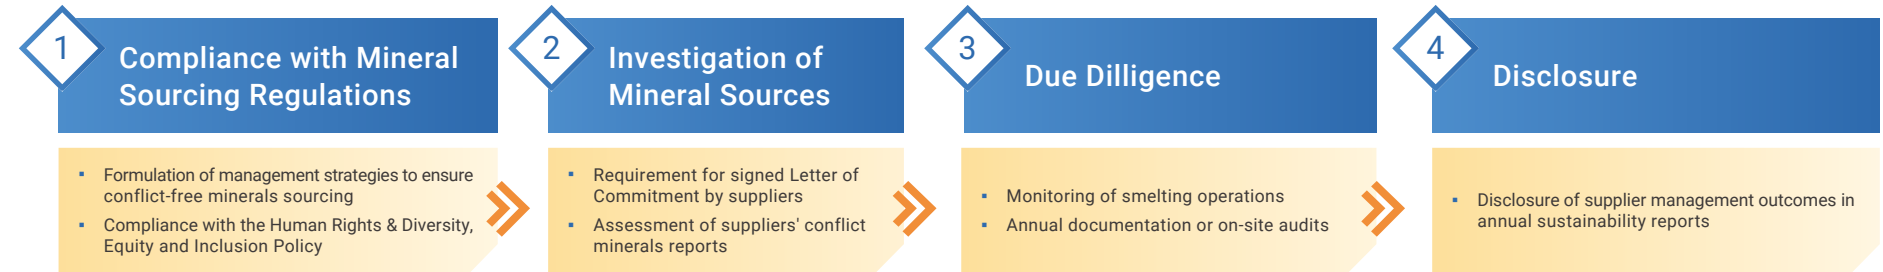 1
Compliance with Mineral
Sourcing Regulations
▪ Formulation of management strategies to ensure
conflict-free minerals sourcing
▪ Compliance with the Human Rights & Diversity,
Equity and Inclusion Policy
2
Investigation of
Mineral Sources
▪ Requirement for signed Letter of
Commitment by suppliers
▪ Assessment of suppliers' conflict
minerals reports
3
Due Dilligence
▪ Monitoring of smelting operations
▪ Annual documentation or on-site audits
4
Disclosure
▪ Disclosure of supplier management outcomes in
annual sustainability reports